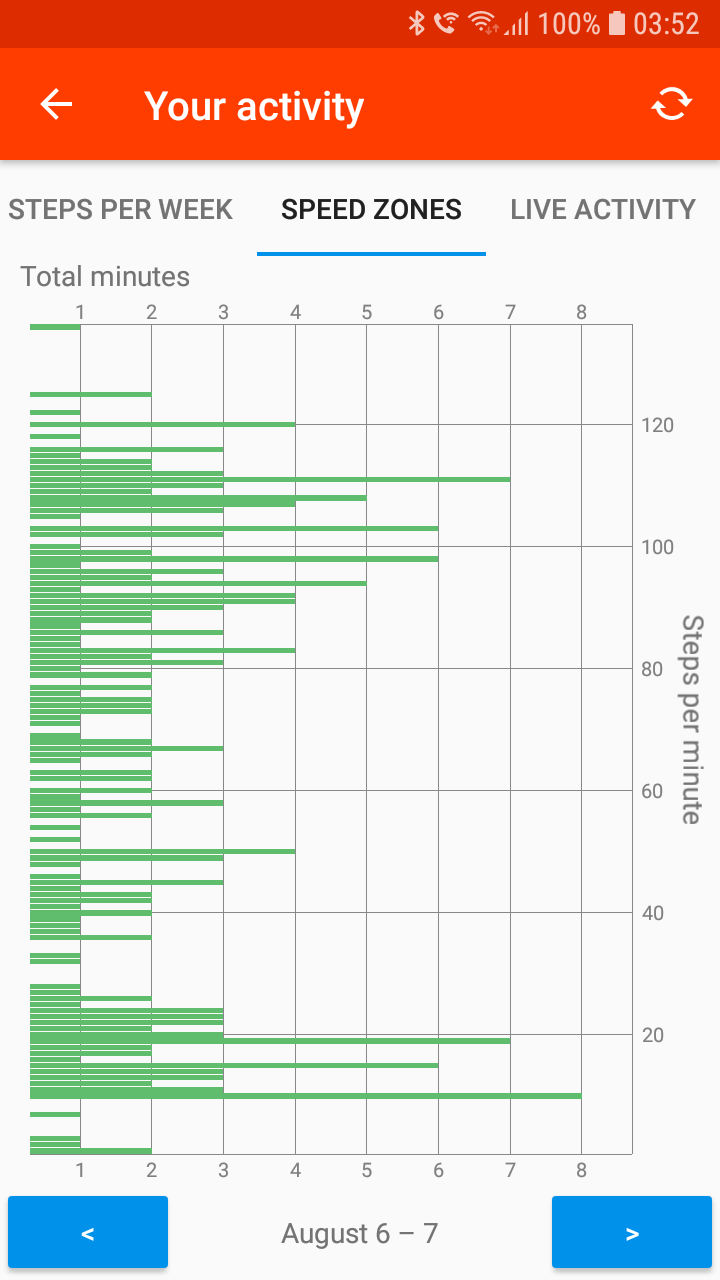 100% 03:52
Your activity
STEPS PER WEEK SPEED ZONES LIVE ACTIVITY
Total minutes
1 2 3 4 5 6 7 8
120
100
80
60
40
20
Steps per minute
1 2 3 4 5 6 7 8
< August 6 – 7 >